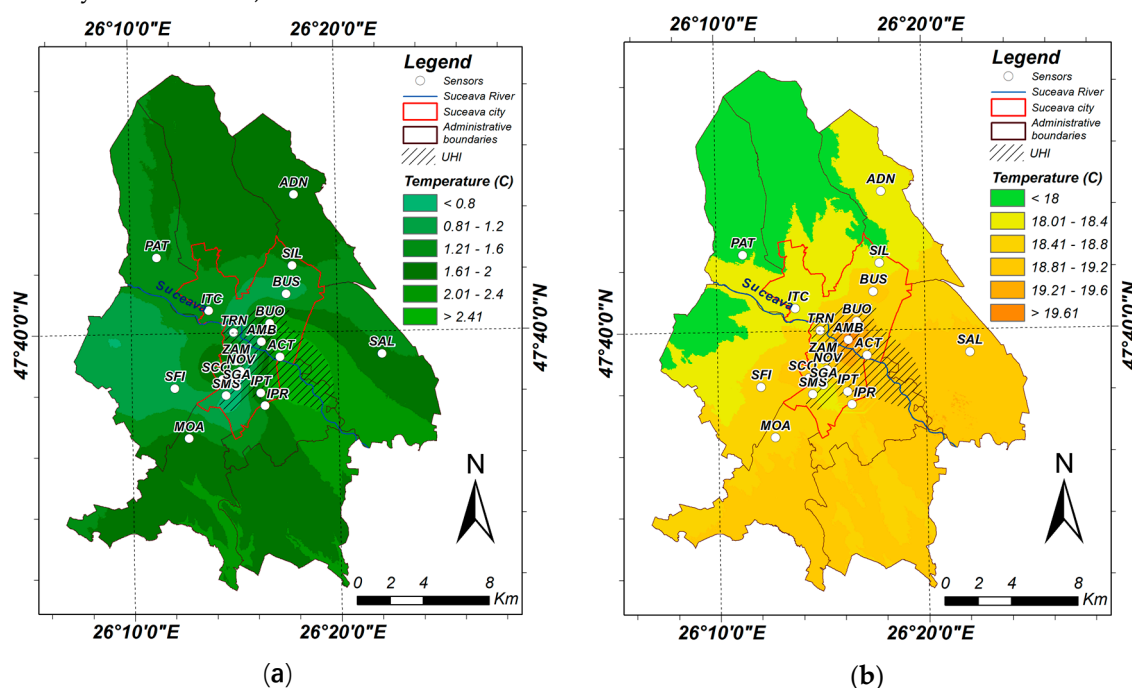 26°10'0"E 26°20'0"E
Legend
Sensors
Suceava River
Suceava city
Administrative
boundaries
UHI
Temperature (C)
< 0.8
0.81 - 1.2
1.21 - 1.6
1.61 - 2
2.01 - 2.4
> 2.41
ADN
PAT
SIL
BUS
Suceava
ITC
BUO
TRN
AMB
ACT
ZAM
NOV
SAL
SFI
SGA
SMS
IPT
IPR
MOA
47°40'0"N
N
0 2 4 8
Km
26°10'0"E 26°20'0"E
(a)
26°10'0"E 26°20'0"E
Legend
Sensors
Suceava River
Suceava city
Administrative
boundaries
UHI
Temperature (C)
< 18
18.01 - 18.4
18.41 - 18.8
18.81 - 19.2
19.21 - 19.6
> 19.61
ADN
PAT
SIL
BUS
Suceava
ITC
BUO
TRN
AMB
ACT
ZAM
NOV
SAL
SFI
SGA
SMS
IPT
IPR
MOA
47°40'0"N
47°40'0"N
N
0 2 4 8
Km
26°10'0"E 26°20'0"E
(b)